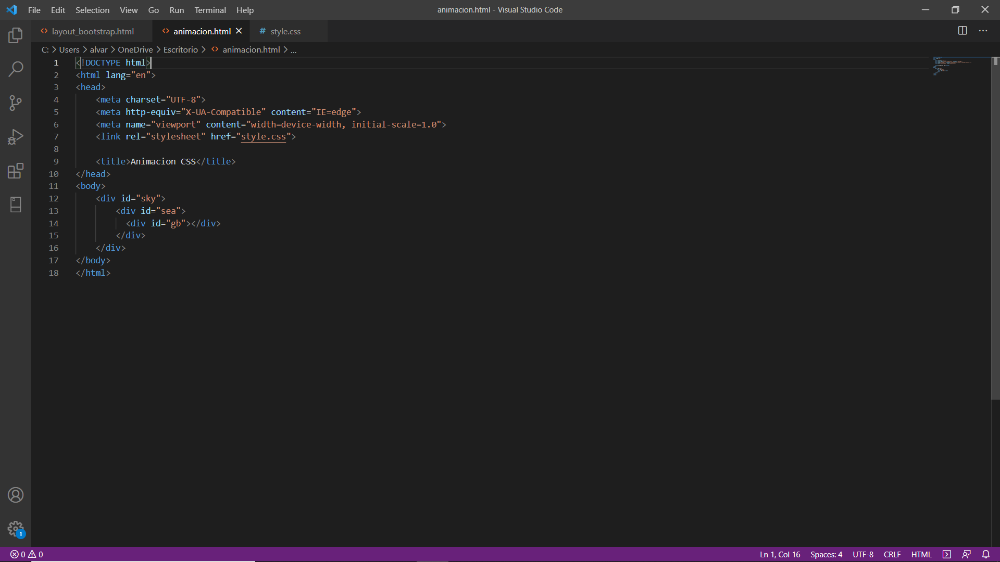 File Edit Selection View Go Run Terminal Help
animacion.html - Visual Studio Code
layout_bootstrap.html
animacion.html
# style.css
C: > Users > alvar > OneDrive > Escritorio > <> animacion.html > ...
1 <!DOCTYPE html>
2 <html lang="en">
3 <head>
4 <meta charset="UTF-8">
5 <meta http-equiv="X-UA-Compatible" content="IE=edge">
6 <meta name="viewport" content="width=device-width, initial-scale=1.0">
7 <link rel="stylesheet" href="style.css">
8
9 <title>Animacion CSS</title>
10 </head>
11 <body>
12 <div id="sky">
13 <div id="sea">
14 <div id="gb"></div>
15 </div>
16 </div>
17 </body>
18 </html>
1
0 0
Ln 1, Col 16 Spaces: 4 UTF-8 CRLF HTML